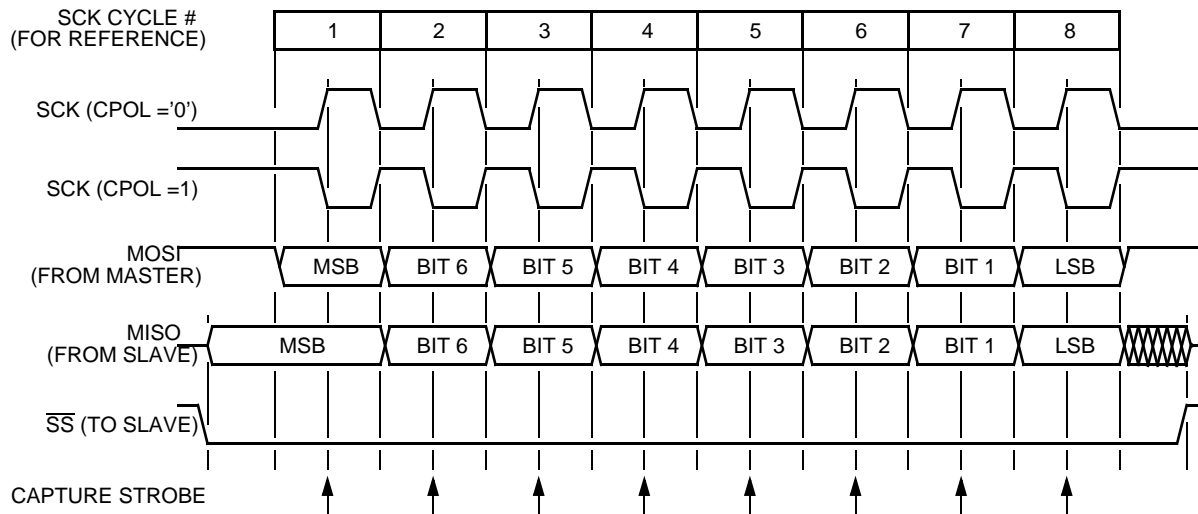 SCK CYCLE #
(FOR REFERENCE)
1 2 3 4 5 6 7 8
SCK (CPOL ='0')
SCK (CPOL =1)
MOSI
(FROM MASTER)
MSB BIT 6 BIT 5 BIT 4 BIT 3 BIT 2 BIT 1 LSB
MISO
(FROM SLAVE)
MSB BIT 6 BIT 5 BIT 4 BIT 3 BIT 2 BIT 1 LSB
SS (TO SLAVE)
CAPTURE STROBE